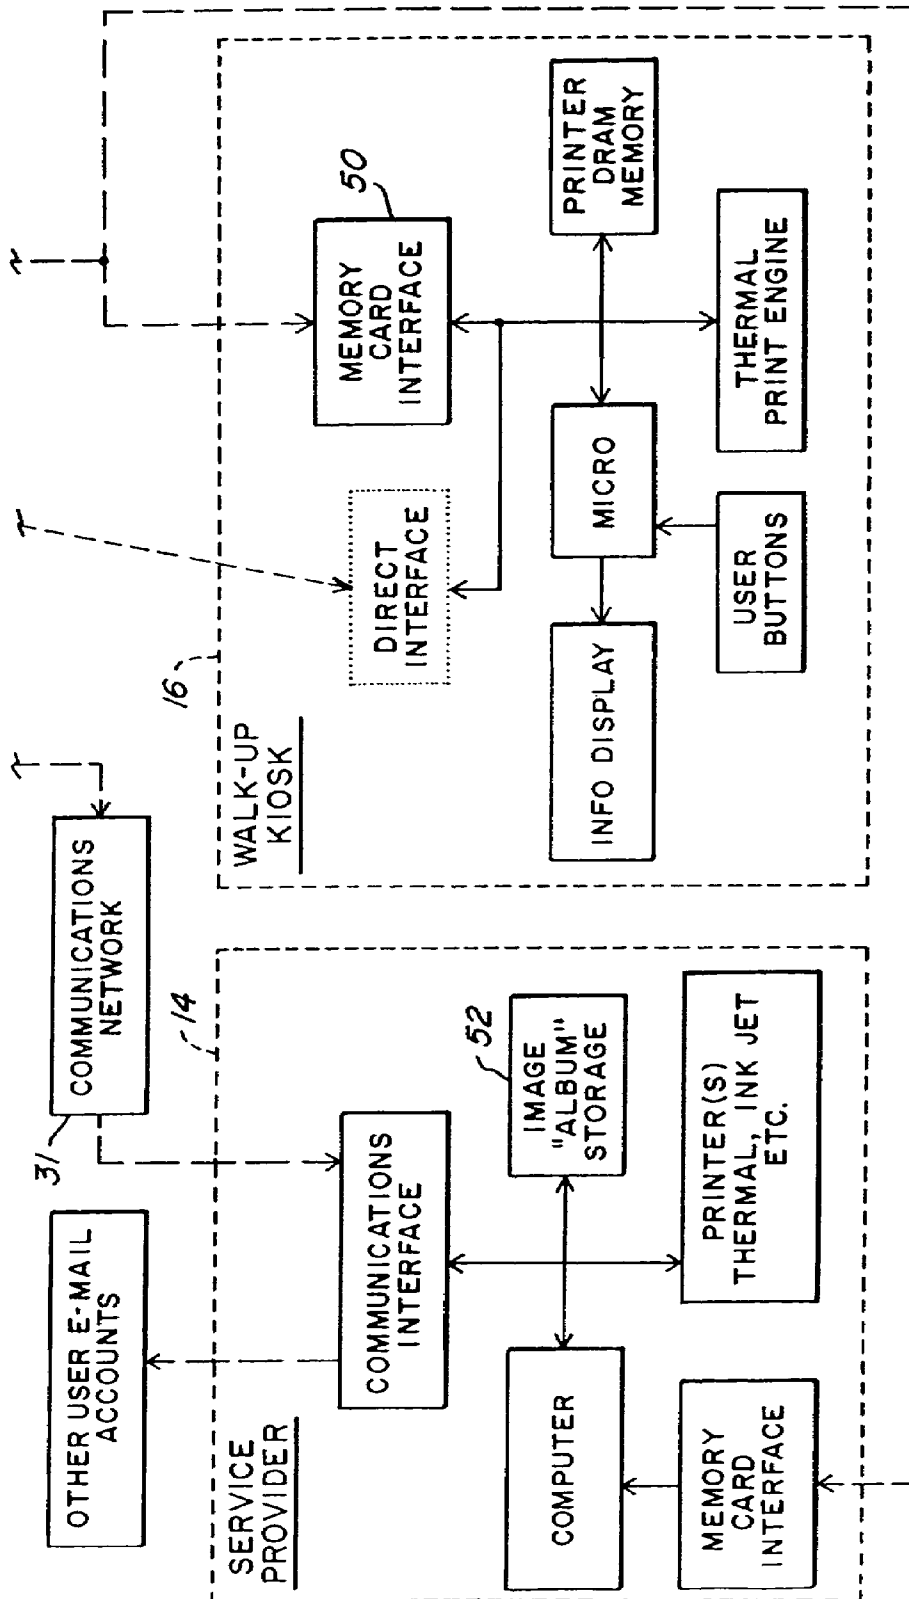 OTHER USER E-MAIL
ACCOUNTS
31
COMMUNICATIONS
NETWORK
SERVICE
PROVIDER
14
COMMUNICATIONS
INTERFACE
COMPUTER
IMAGE
"ALBUM"
STORAGE
52
MEMORY
CARD
INTERFACE
PRINTER(S)
THERMAL, INK JET
ETC.
WALK-UP
KIOSK
16
DIRECT
INTERFACE
MEMORY
CARD
INTERFACE
50
INFO DISPLAY
MICRO
PRINTER
DRAM
MEMORY
USER
BUTTONS
THERMAL
PRINT ENGINE